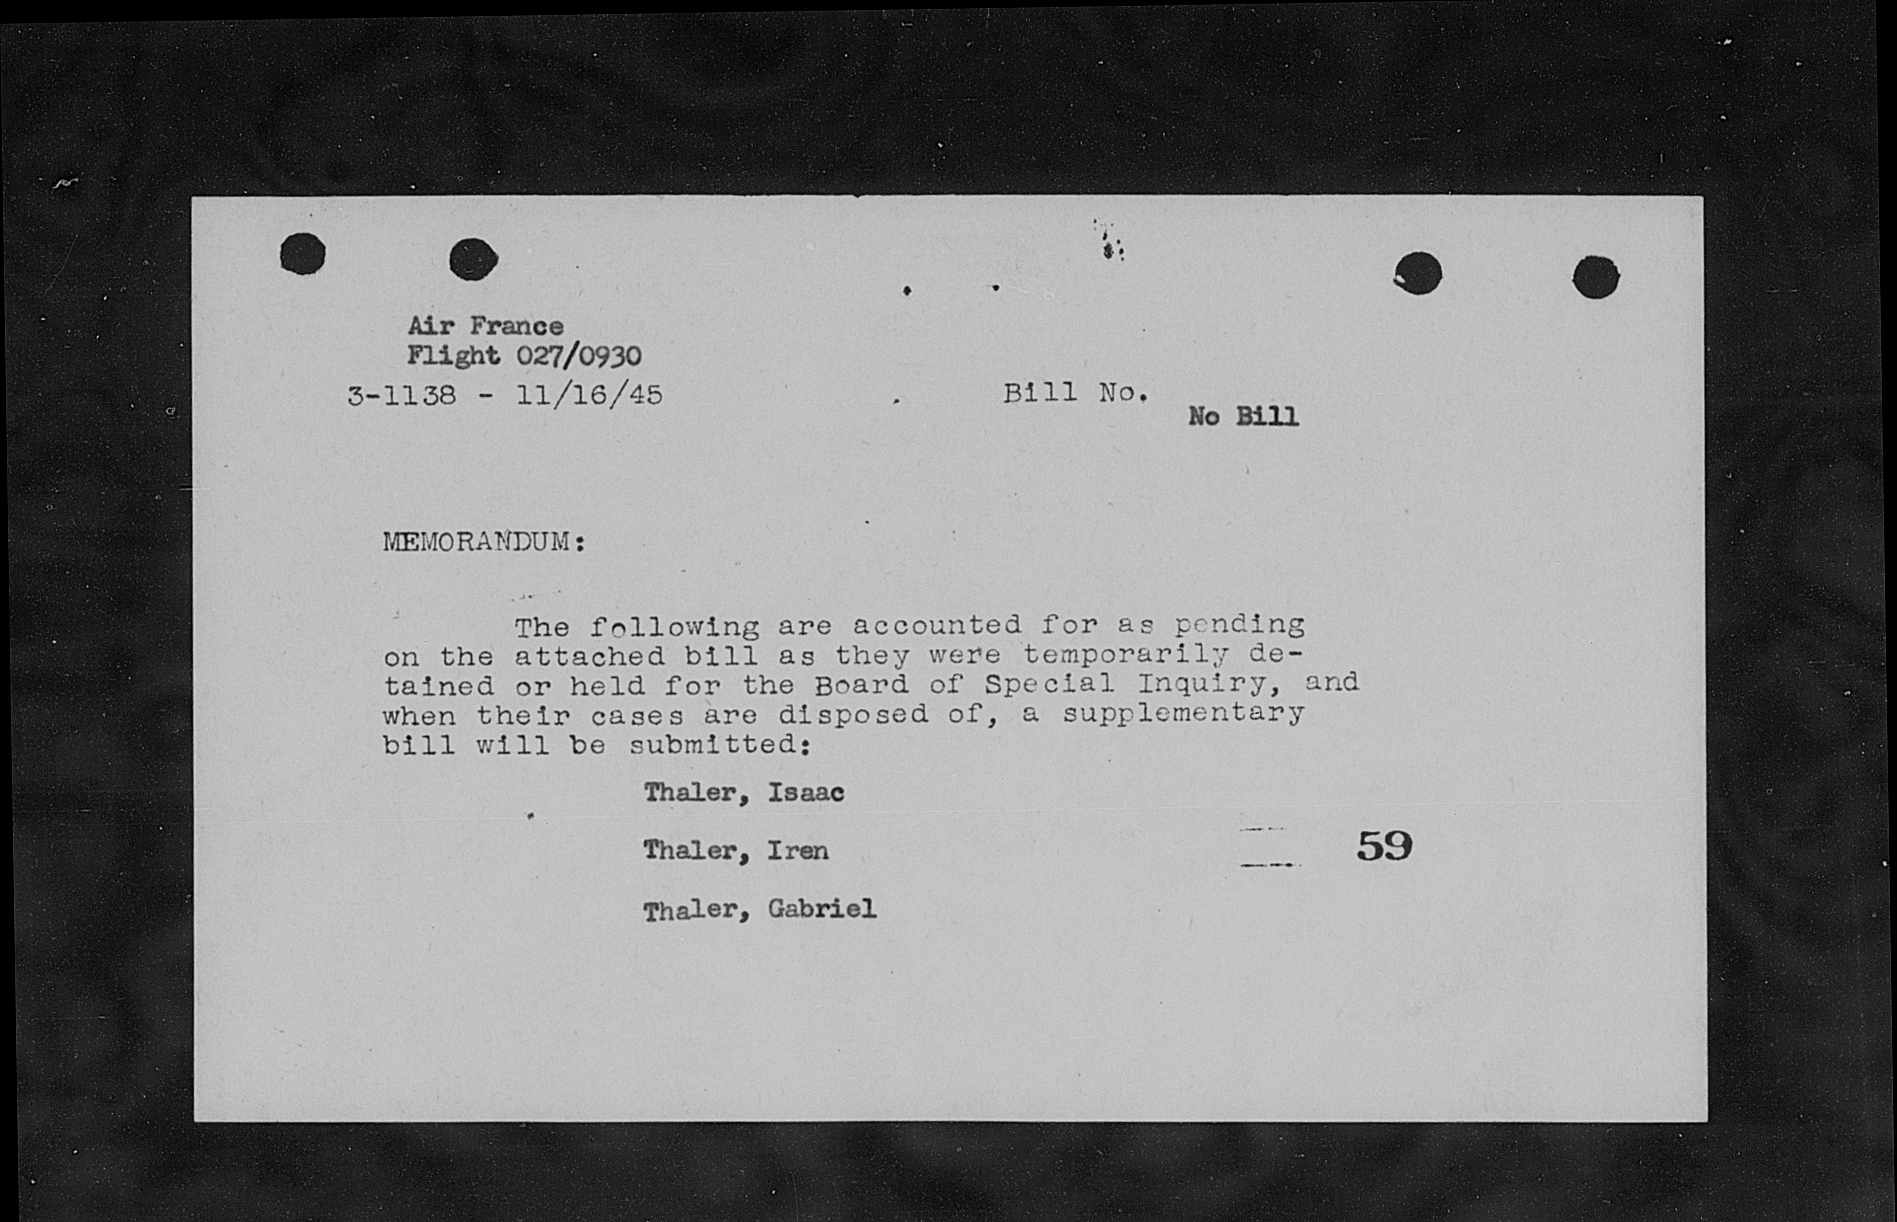 Air France
Flight 027/0930
3-1138 - 11/16/45
Bill No.
No Bill
MEMORANDUM:
The following are accounted for as pending
on the attached bill as they were temporarily de-
tained or held for the Board of Special Inquiry, and
when their cases are disposed of, a supplementary
bill will be submitted:
Thaler, Isaac
Thaler, Iren
59
Thaler, Gabriel